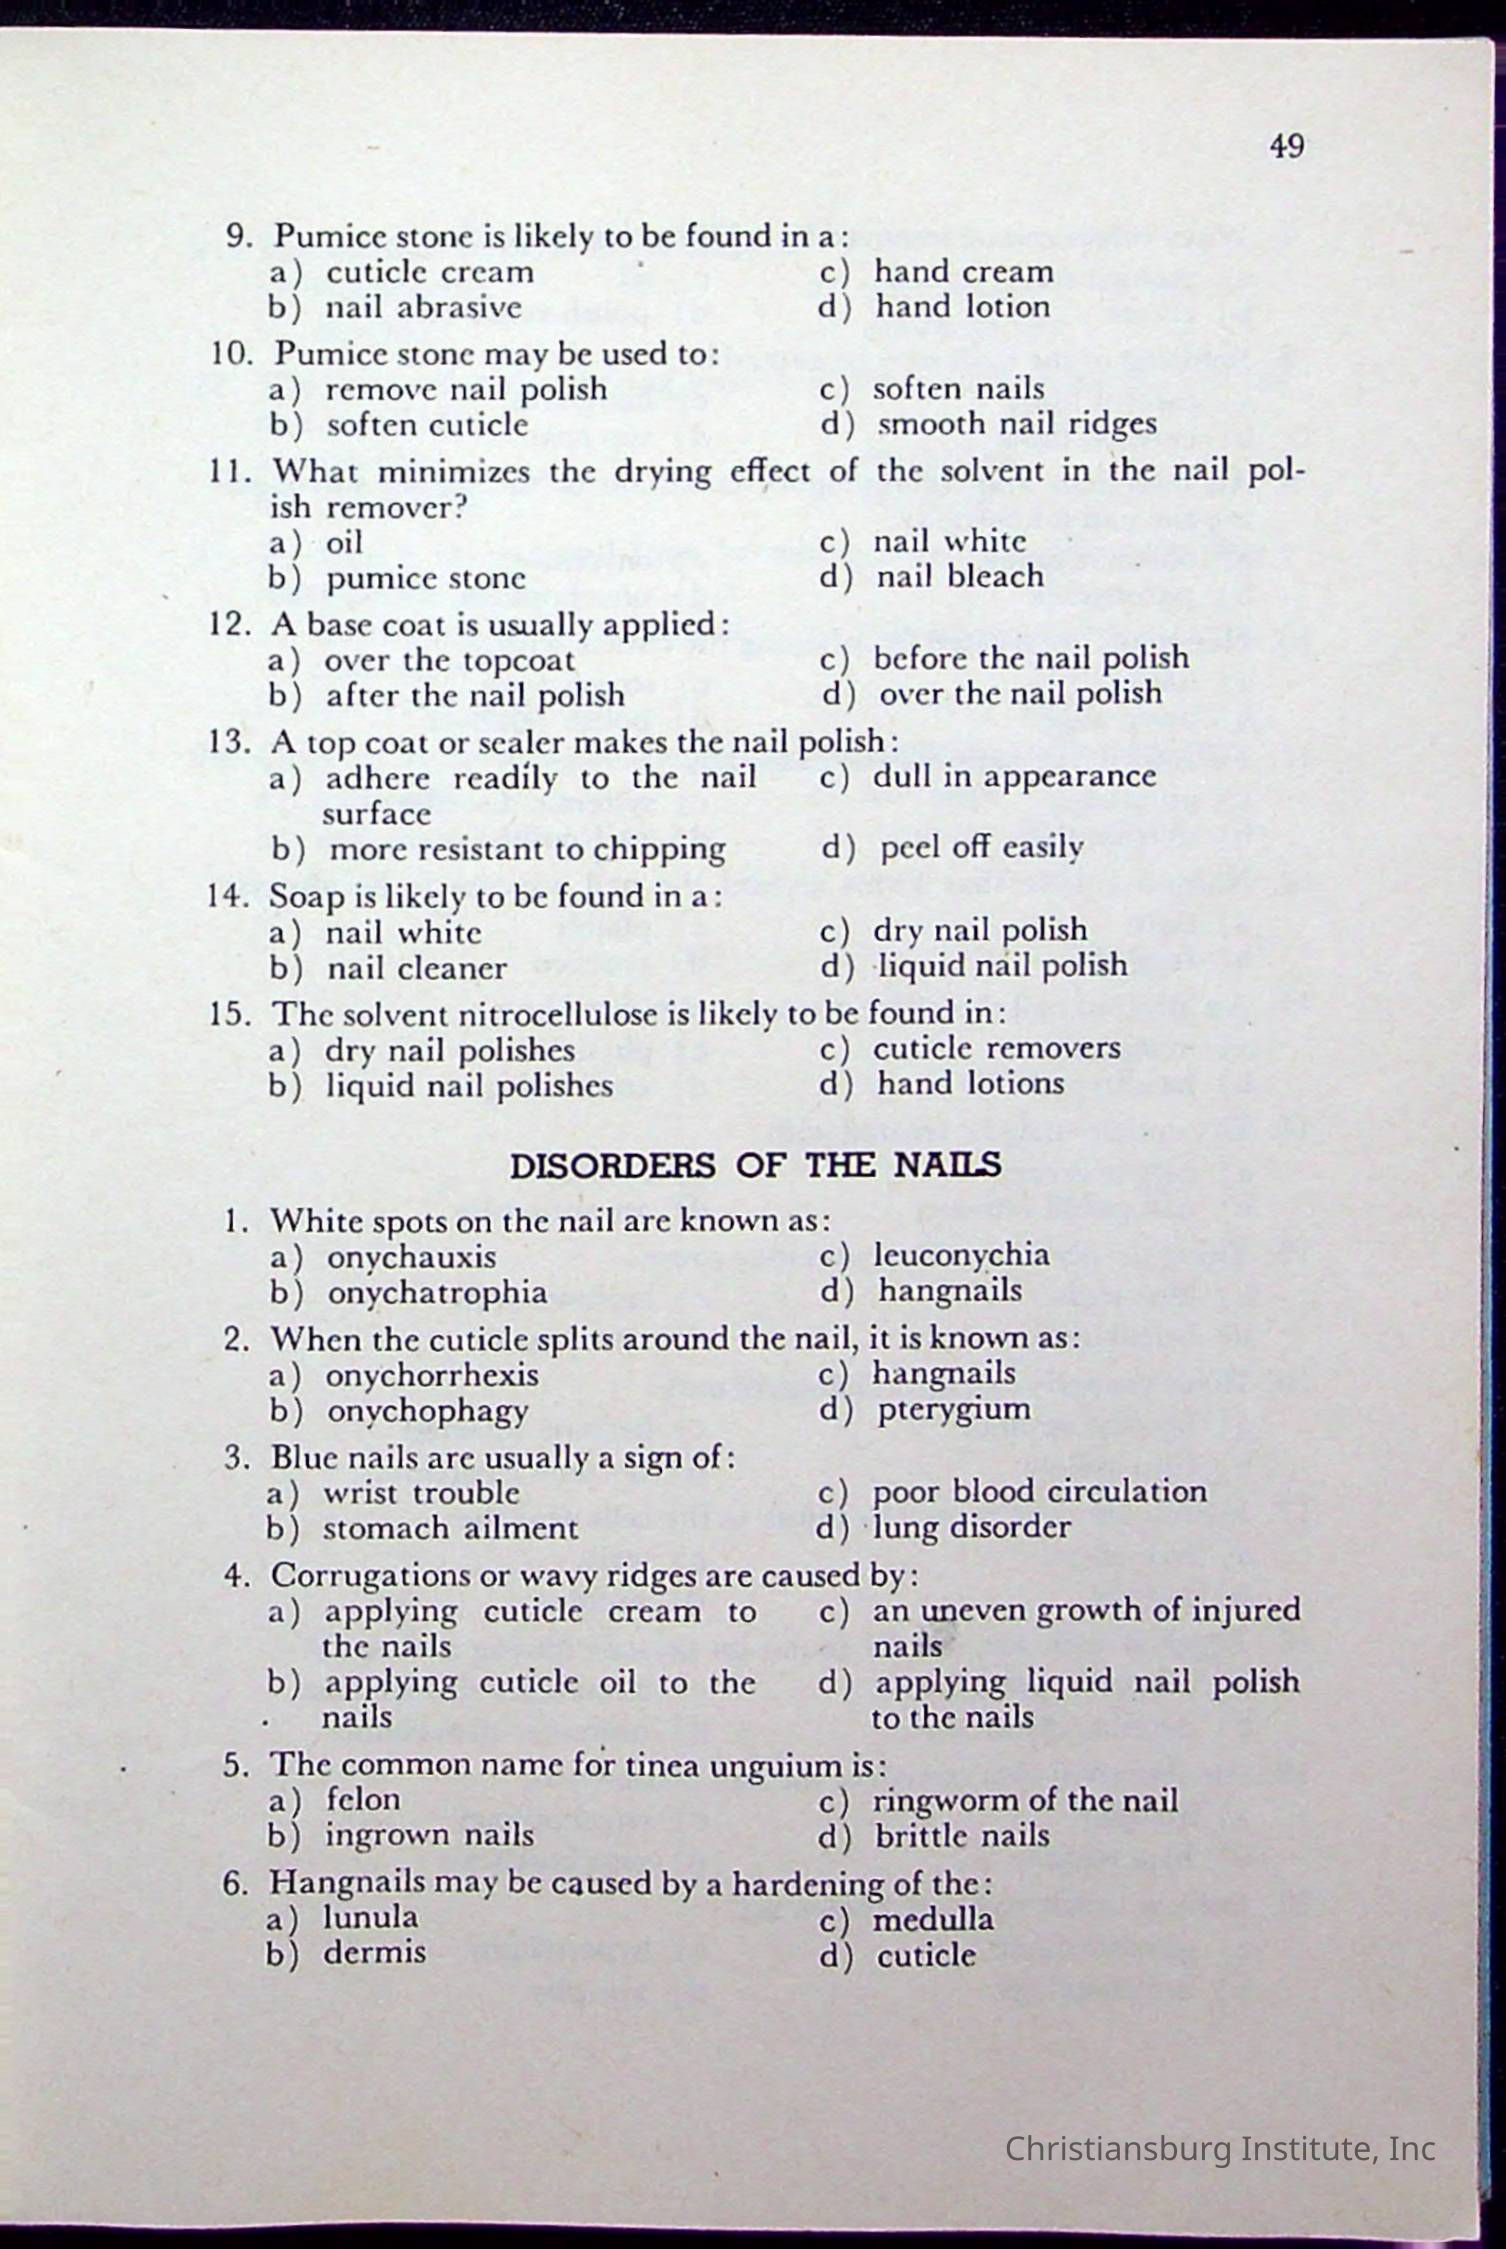 49
9. Pumice stone is likely to be found in a:
a) cuticle cream c) hand cream
b) nail abrasive d) hand lotion
10. Pumice stone may be used to:
a) remove nail polish c) soften nails
b) soften cuticle d) smooth nail ridges
11. What minimizes the drying effect of the solvent in the nail pol-
ish remover?
a) oil c) nail white
b) pumice stone d) nail bleach
12. A base coat is usually applied:
a) over the topcoat c) before the nail polish
b) after the nail polish d) over the nail polish
13. A top coat or sealer makes the nail polish:
a) adhere readily to the nail c) dull in appearance
surface
b) more resistant to chipping d) peel off easily
14. Soap is likely to be found in a:
a) nail white c) dry nail polish
b) nail cleaner d) liquid nail polish
15. The solvent nitrocellulose is likely to be found in:
a) dry nail polishes c) cuticle removers
b) liquid nail polishes d) hand lotions
DISORDERS OF THE NAILS
1. White spots on the nail are known as:
a) onychauxis c) leuconychia
b) onychatrophia d) hangnails
2. When the cuticle splits around the nail, it is known as:
a) onychorrhexis c) hangnails
b) onychophagy d) pterygium
3. Blue nails are usually a sign of:
a) wrist trouble c) poor blood circulation
b) stomach ailment d) lung disorder
4. Corrugations or wavy ridges are caused by:
a) applying cuticle cream to c) an uneven growth of injured
the nails nails
b) applying cuticle oil to the d) applying liquid nail polish
nails to the nails
5. The common name for tinea unguium is:
a) felon c) ringworm of the nail
b) ingrown nails d) brittle nails
6. Hangnails may be caused by a hardening of the:
a) lunula c) medulla
b) dermis d) cuticle
Christiansburg Institute, Inc